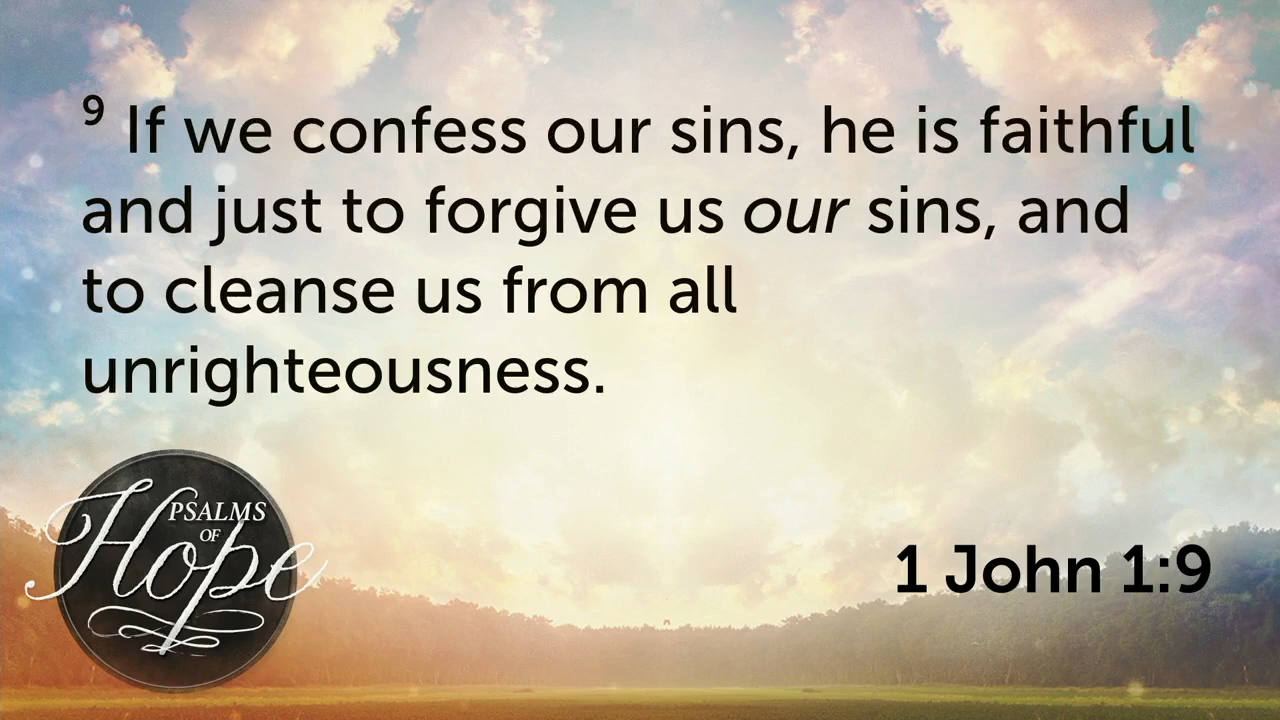 ⁹ If we confess our sins, he is faithful
and just to forgive us our sins, and
to cleanse us from all
unrighteousness.
PSALMS
OF
Hope
1 John 1:9